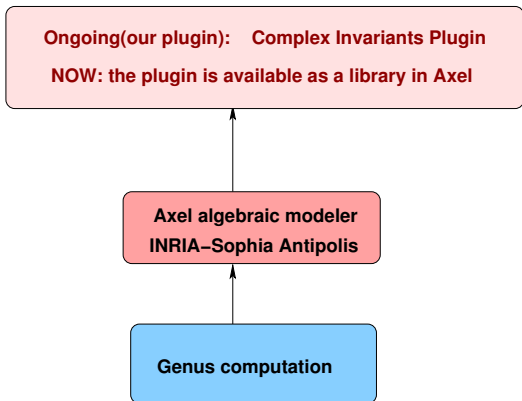 Ongoing(our plugin): Complex Invariants Plugin
NOW: the plugin is available as a library in Axel
Axel algebraic modeler
INRIA−Sophia Antipolis
Genus computation